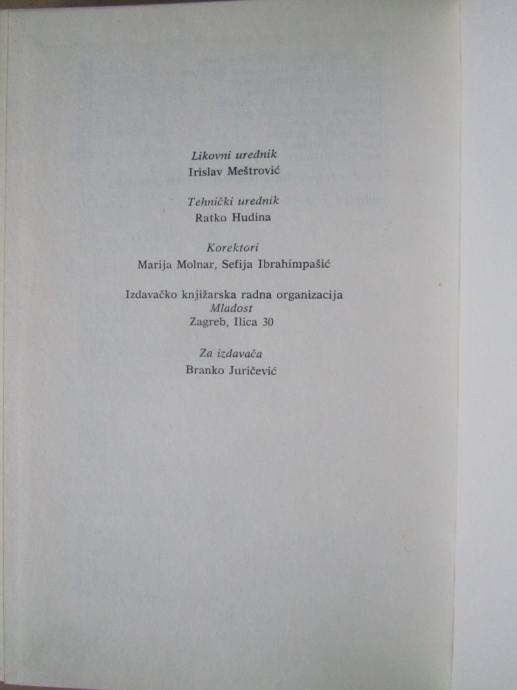 Likovni urednik
Irislav Meštrović
Tehnički urednik
Ratko Hudina
Korektori
Marija Molnar, Sefija Ibrahimpašić
Izdavačko knjižarska radna organizacija
Mladost
Zagreb, Ilica 30
Za izdavača
Branko Juričević